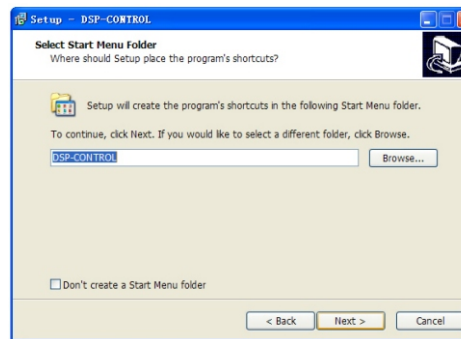 Setup - DSP-CONTROL
Select Start Menu Folder
Where should Setup place the program's shortcuts?
Setup will create the program's shortcuts in the following Start Menu folder.
To continue, click Next. If you would like to select a different folder, click Browse.
DSP-CONTROL
Browse...
Don't create a Start Menu folder
< Back
Next >
Cancel